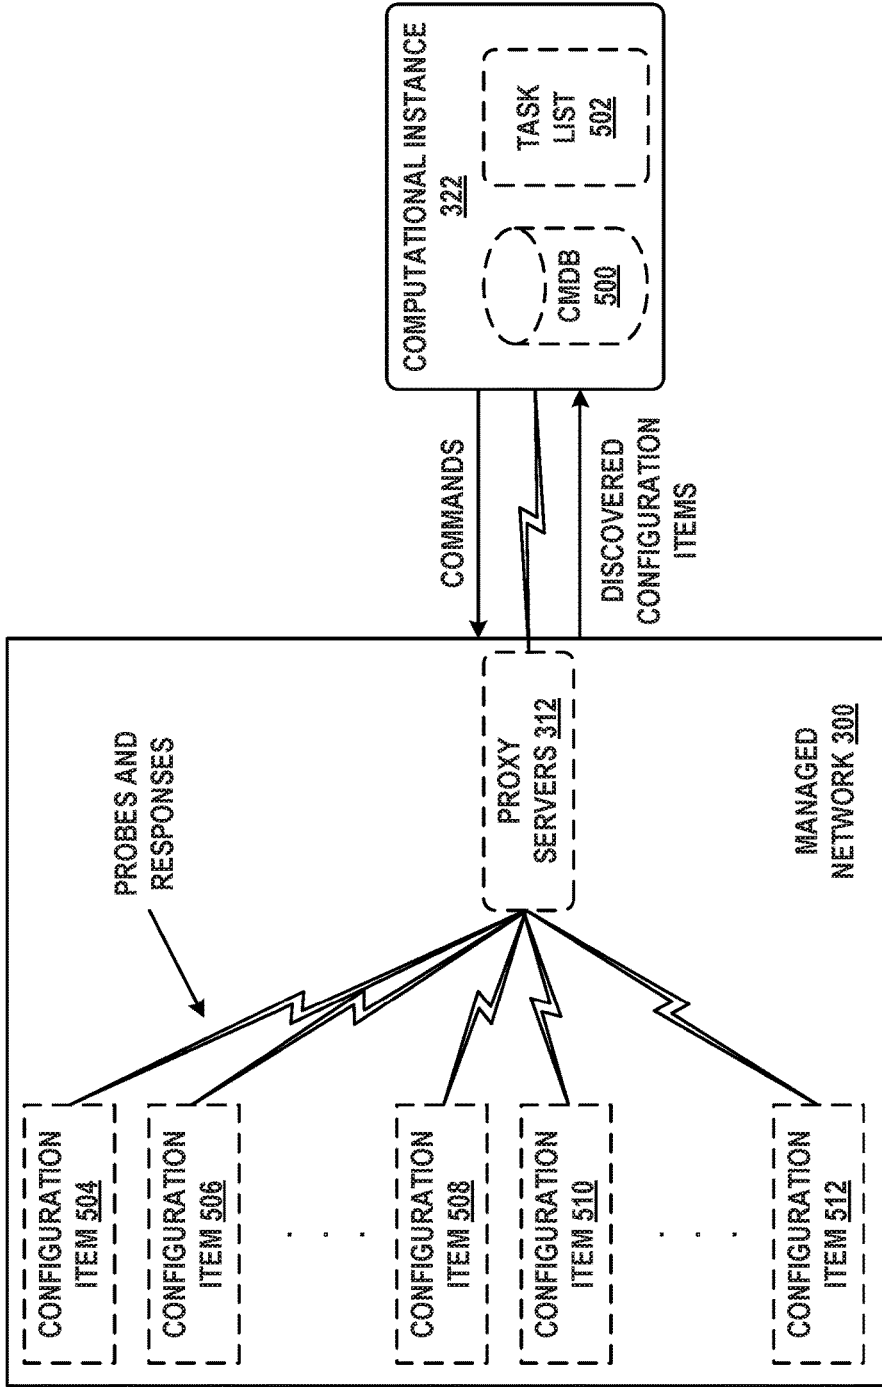 COMPUTATIONAL INSTANCE
322
CMDB
500
TASK
LIST
502
COMMANDS
DISCOVERED
CONFIGURATION
ITEMS
PROBES AND
RESPONSES
PROXY
SERVERS 312
MANAGED
NETWORK 300
CONFIGURATION
ITEM 504
CONFIGURATION
ITEM 506
. . .
CONFIGURATION
ITEM 508
CONFIGURATION
ITEM 510
. . .
CONFIGURATION
ITEM 512